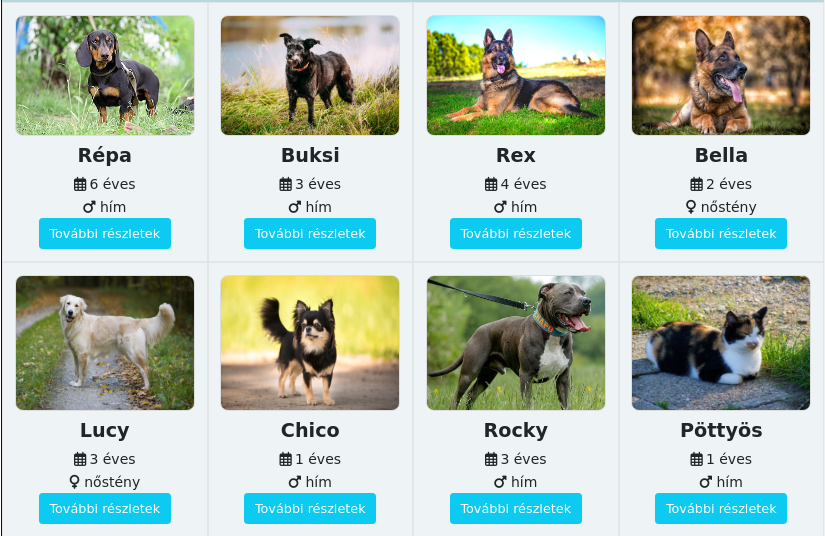 Répa
6 éves
hím
További részletek
Buksi
3 éves
hím
További részletek
Rex
4 éves
hím
További részletek
Bella
2 éves
nőstény
További részletek
Lucy
3 éves
nőstény
További részletek
Chico
1 éves
hím
További részletek
Rocky
3 éves
hím
További részletek
Pöttyös
1 éves
hím
További részletek